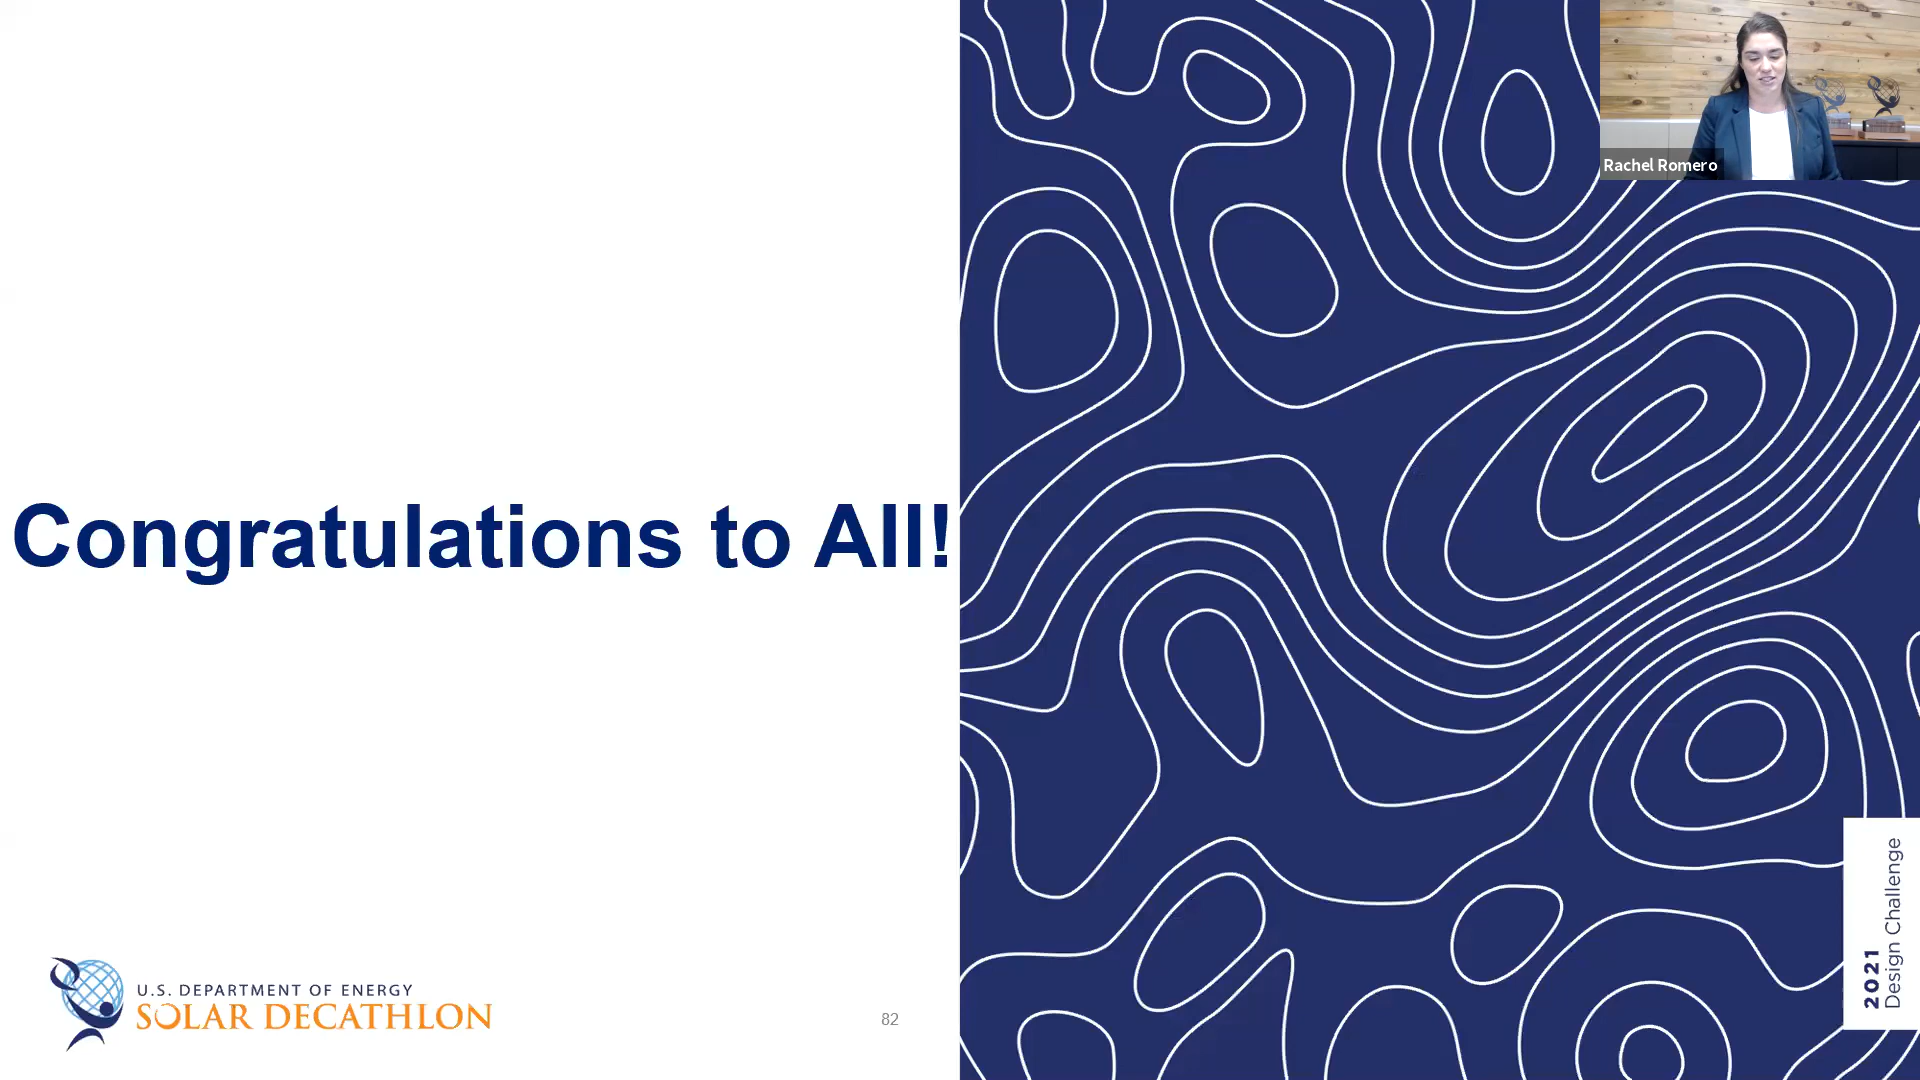 Rachel Romero
Congratulations to All!
U.S. DEPARTMENT OF ENERGY
SOLAR DECATHLON
82
2021
Design Challenge